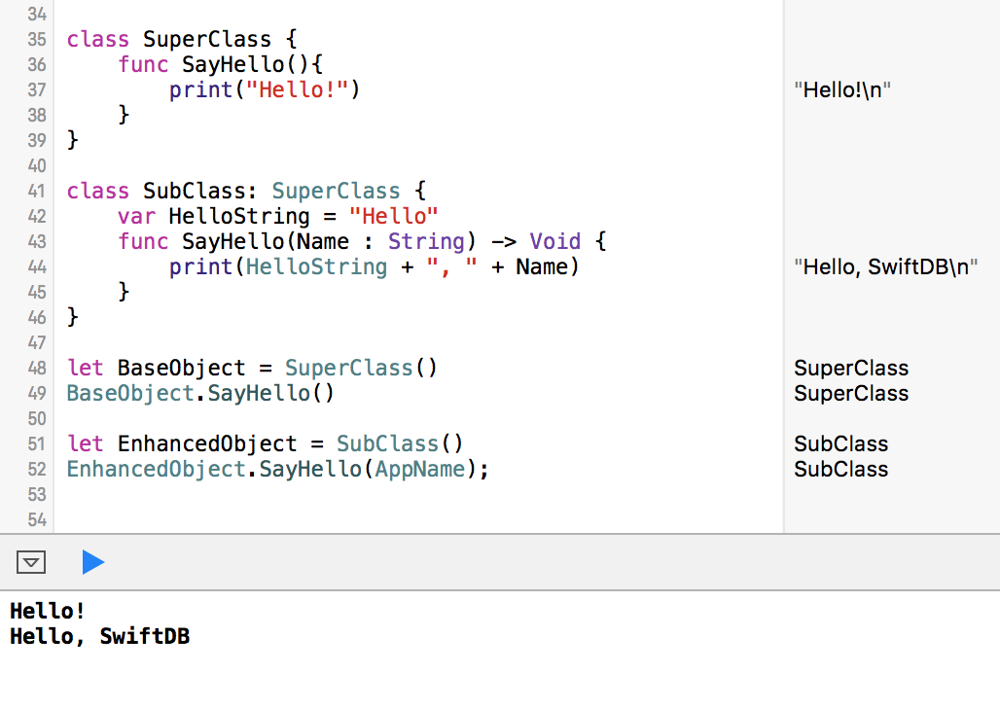 34
35 class SuperClass {
36     func SayHello(){
37         print("Hello!") "Hello!\n"
38     }
39 }
40
41 class SubClass: SuperClass {
42     var HelloString = "Hello"
43     func SayHello(Name : String) -> Void {
44         print(HelloString + ", " + Name) "Hello, SwiftDB\n"
45     }
46 }
47
48 let BaseObject = SuperClass() SuperClass
49 BaseObject.SayHello() SuperClass
50
51 let EnhancedObject = SubClass() SubClass
52 EnhancedObject.SayHello(AppName); SubClass
53
54
Hello!
Hello, SwiftDB